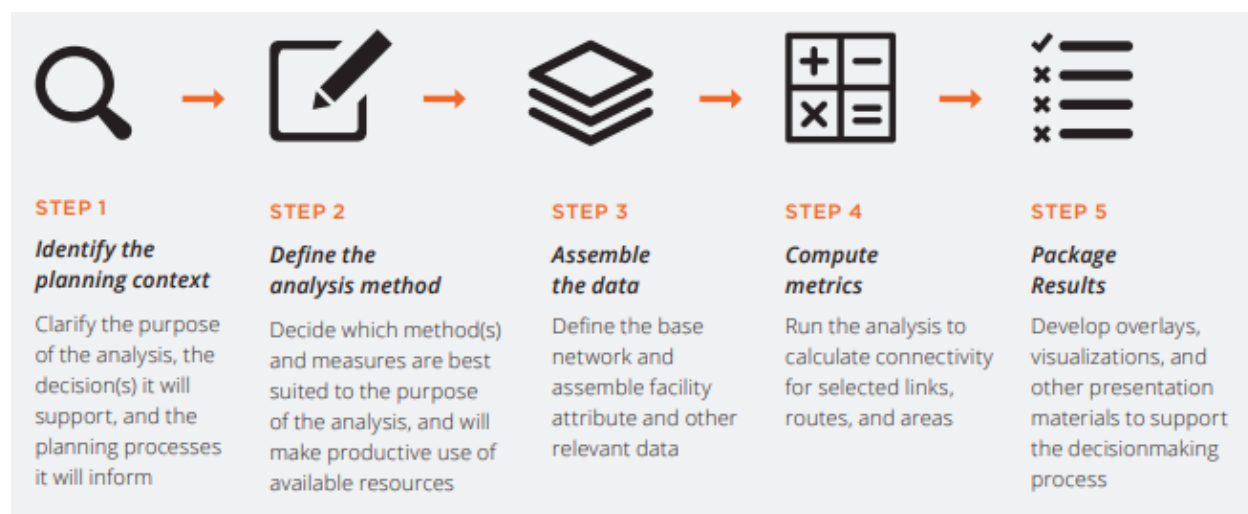 STEP 1
Identify the
planning context
Clarify the purpose
of the analysis, the
decision(s) it will
support, and the
planning processes
it will inform
STEP 2
Define the
analysis method
Decide which method(s)
and measures are best
suited to the purpose
of the analysis, and will
make productive use of
available resources
STEP 3
Assemble
the data
Define the base
network and
assemble facility
attribute and other
relevant data
STEP 4
Compute
metrics
Run the analysis to
calculate connectivity
for selected links,
routes, and areas
STEP 5
Package
Results
Develop overlays,
visualizations, and
other presentation
materials to support
the decisionmaking
process